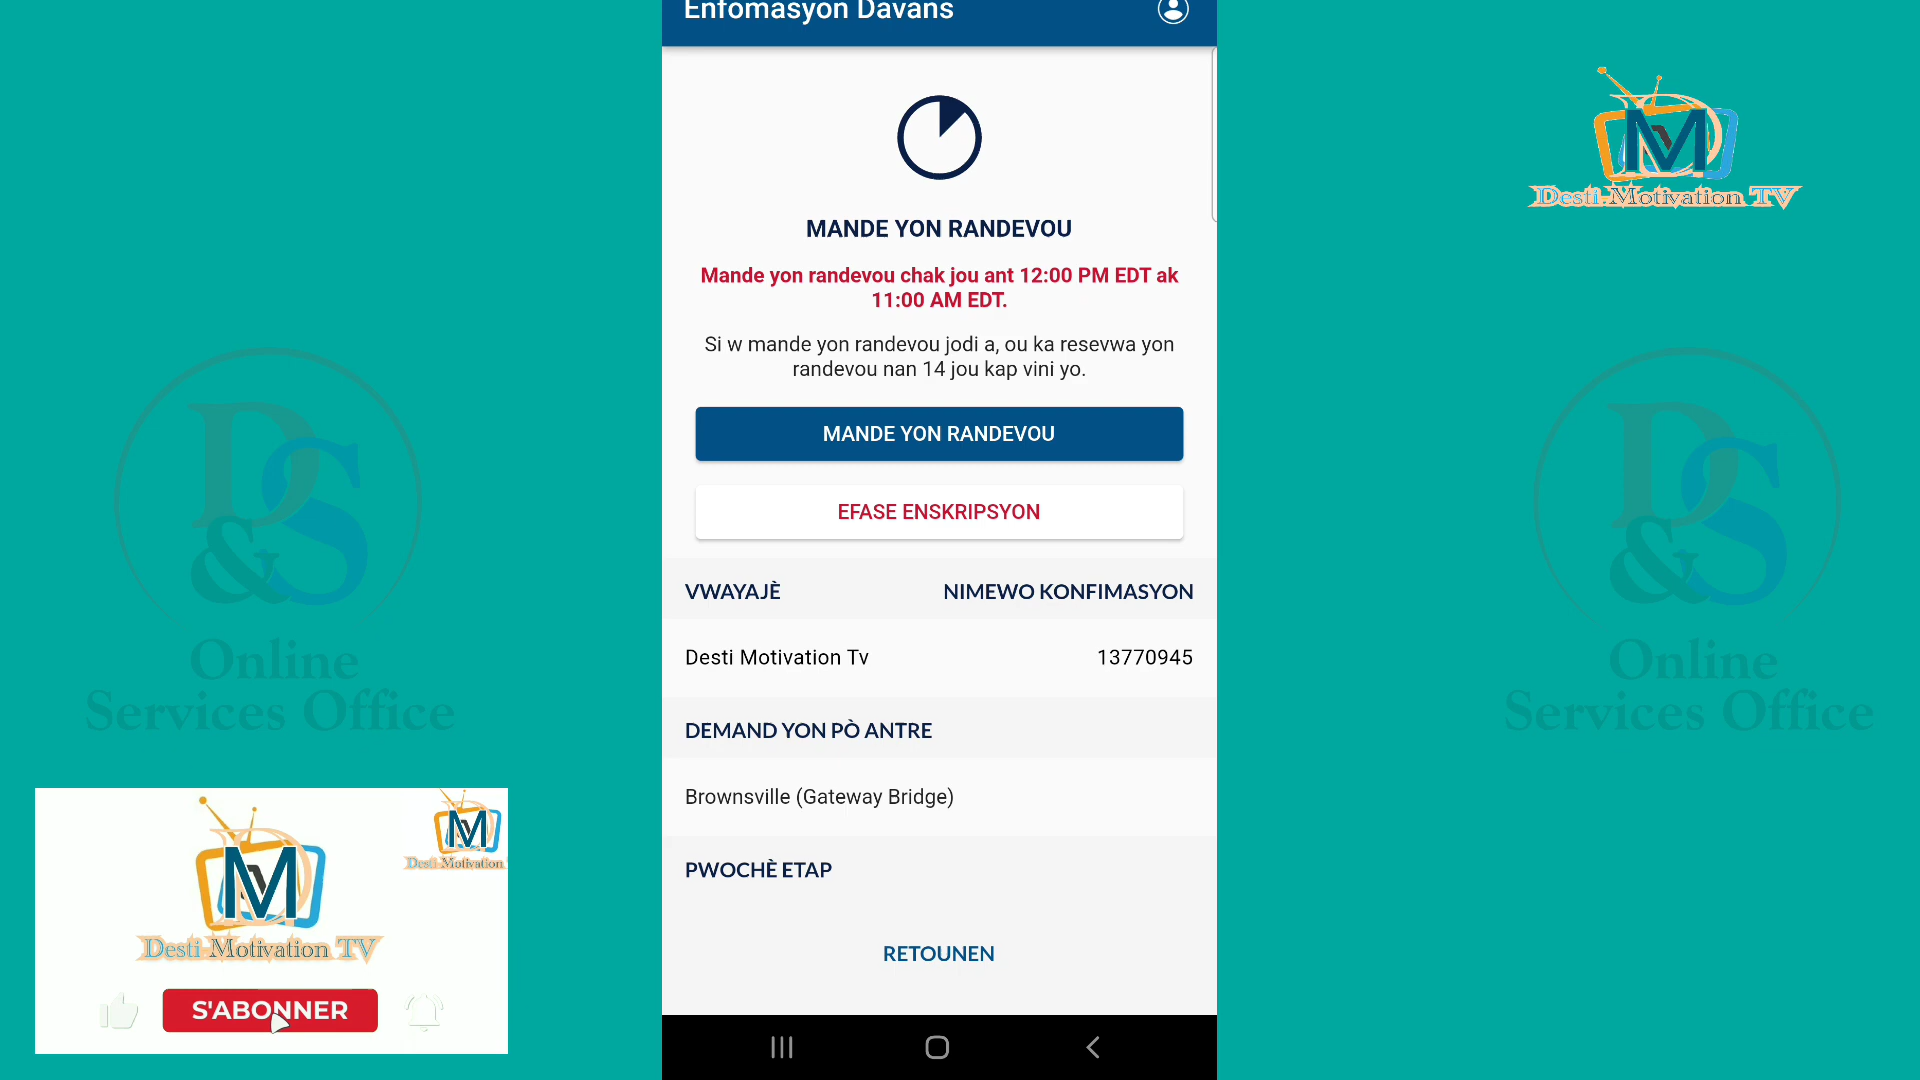 Enfomasyon Davans
MANDE YON RANDEVOU
Mande yon randevou chak jou ant 12:00 PM EDT ak
11:00 AM EDT.
Si w mande yon randevou jodi a, ou ka resevwa yon
randevou nan 14 jou kap vini yo.
MANDE YON RANDEVOU
EFASE ENSKRIPSYON
VWAYAJÈ NIMEWO KONFIMASYON
Desti Motivation Tv 13770945
DEMAND YON PÒ ANTRE
Brownsville (Gateway Bridge)
PWOCHÈ ETAP
RETOUNEN
Desti-Motivation TV
D&S
Online
Services Office
D&S
Online
Services Office
Desti-Motivation
Desti-Motivation TV
S'ABONNER